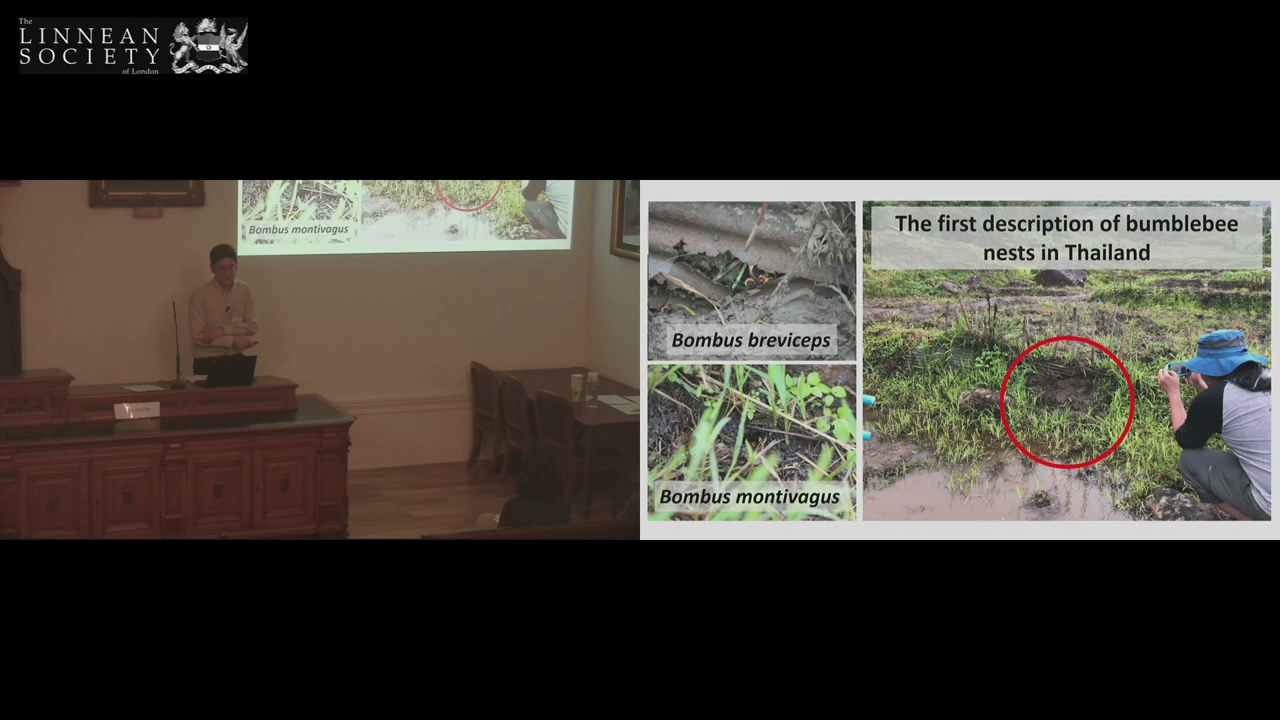 The
LINNEAN
SOCIETY
of London
Bombus montivagus
The first description of bumblebee
nests in Thailand
Bombus breviceps
Bombus montivagus